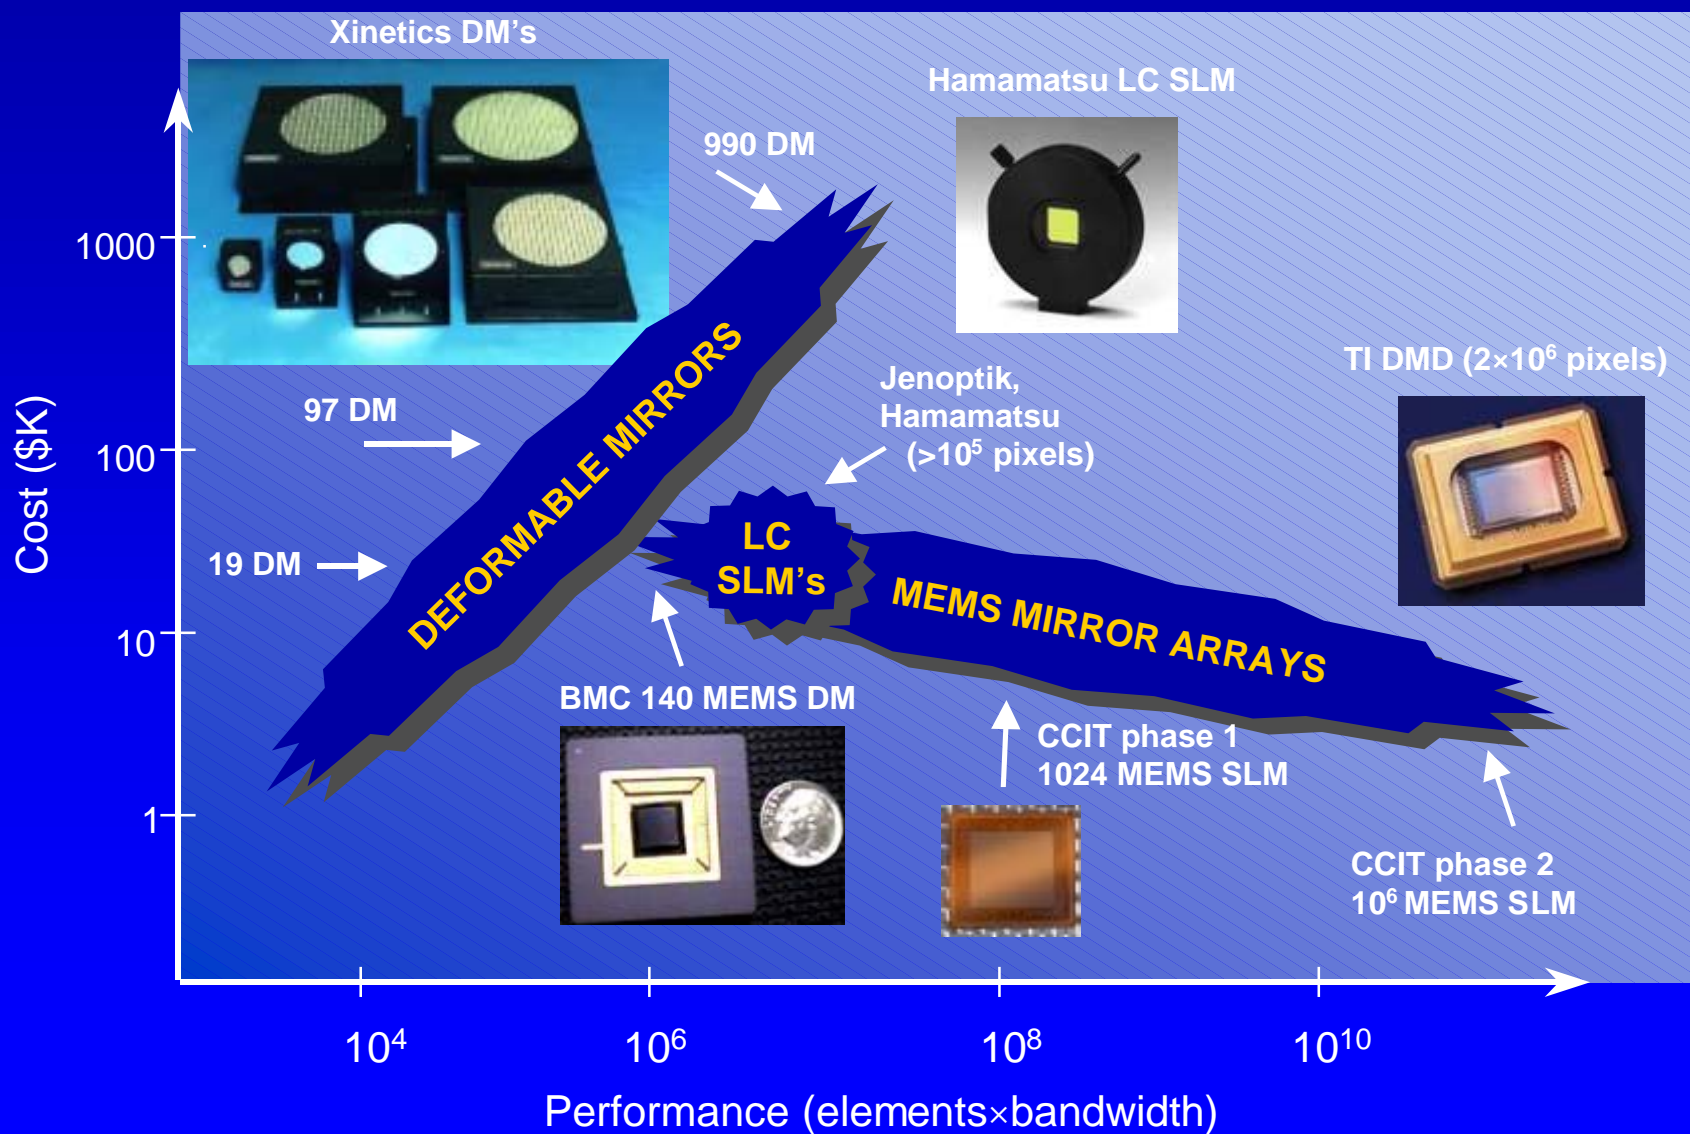 Xinetics DM's
Hamamatsu LC SLM
990 DM
1000
TI DMD (2×10⁶ pixels)
Jenoptik,
Hamamatsu
(>10⁵ pixels)
97 DM
100
Cost ($K)
DEFORMABLE MIRRORS
LC
SLM's
19 DM
MEMS MIRROR ARRAYS
10
BMC 140 MEMS DM
CCIT phase 1
1024 MEMS SLM
1
CCIT phase 2
10⁶ MEMS SLM
10⁴ 10⁶ 10⁸ 10¹⁰
Performance (elements×bandwidth)